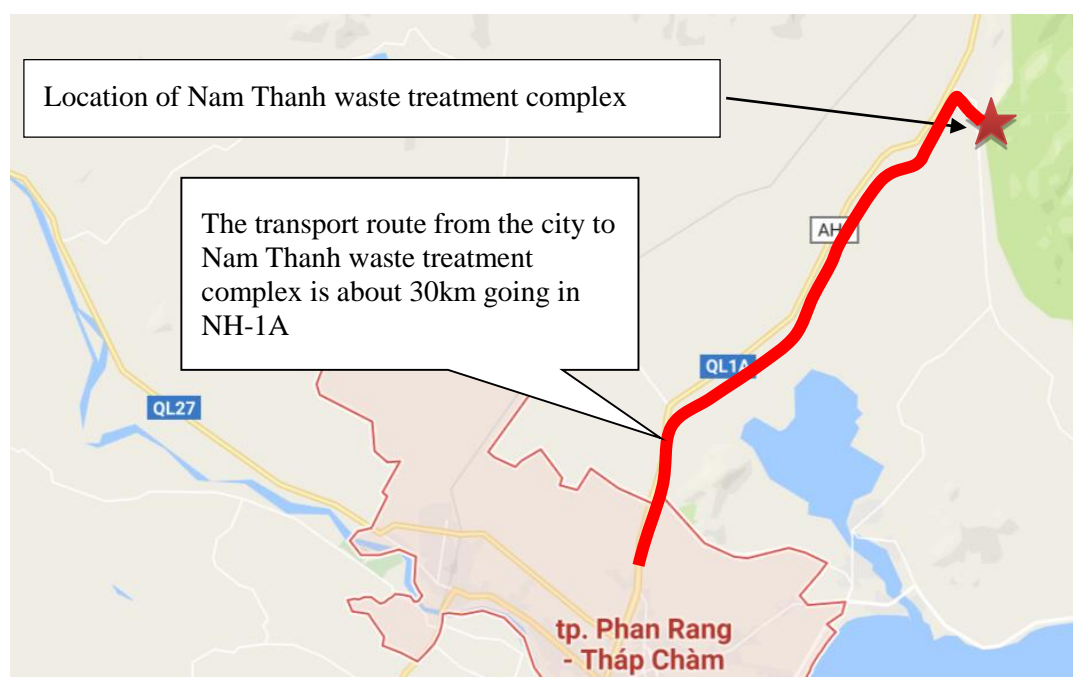 Location of Nam Thanh waste treatment complex
The transport route from the city to
Nam Thanh waste treatment
complex is about 30km going in
NH-1A
AH
QL1A
QL27
tp. Phan Rang
- Tháp Chàm